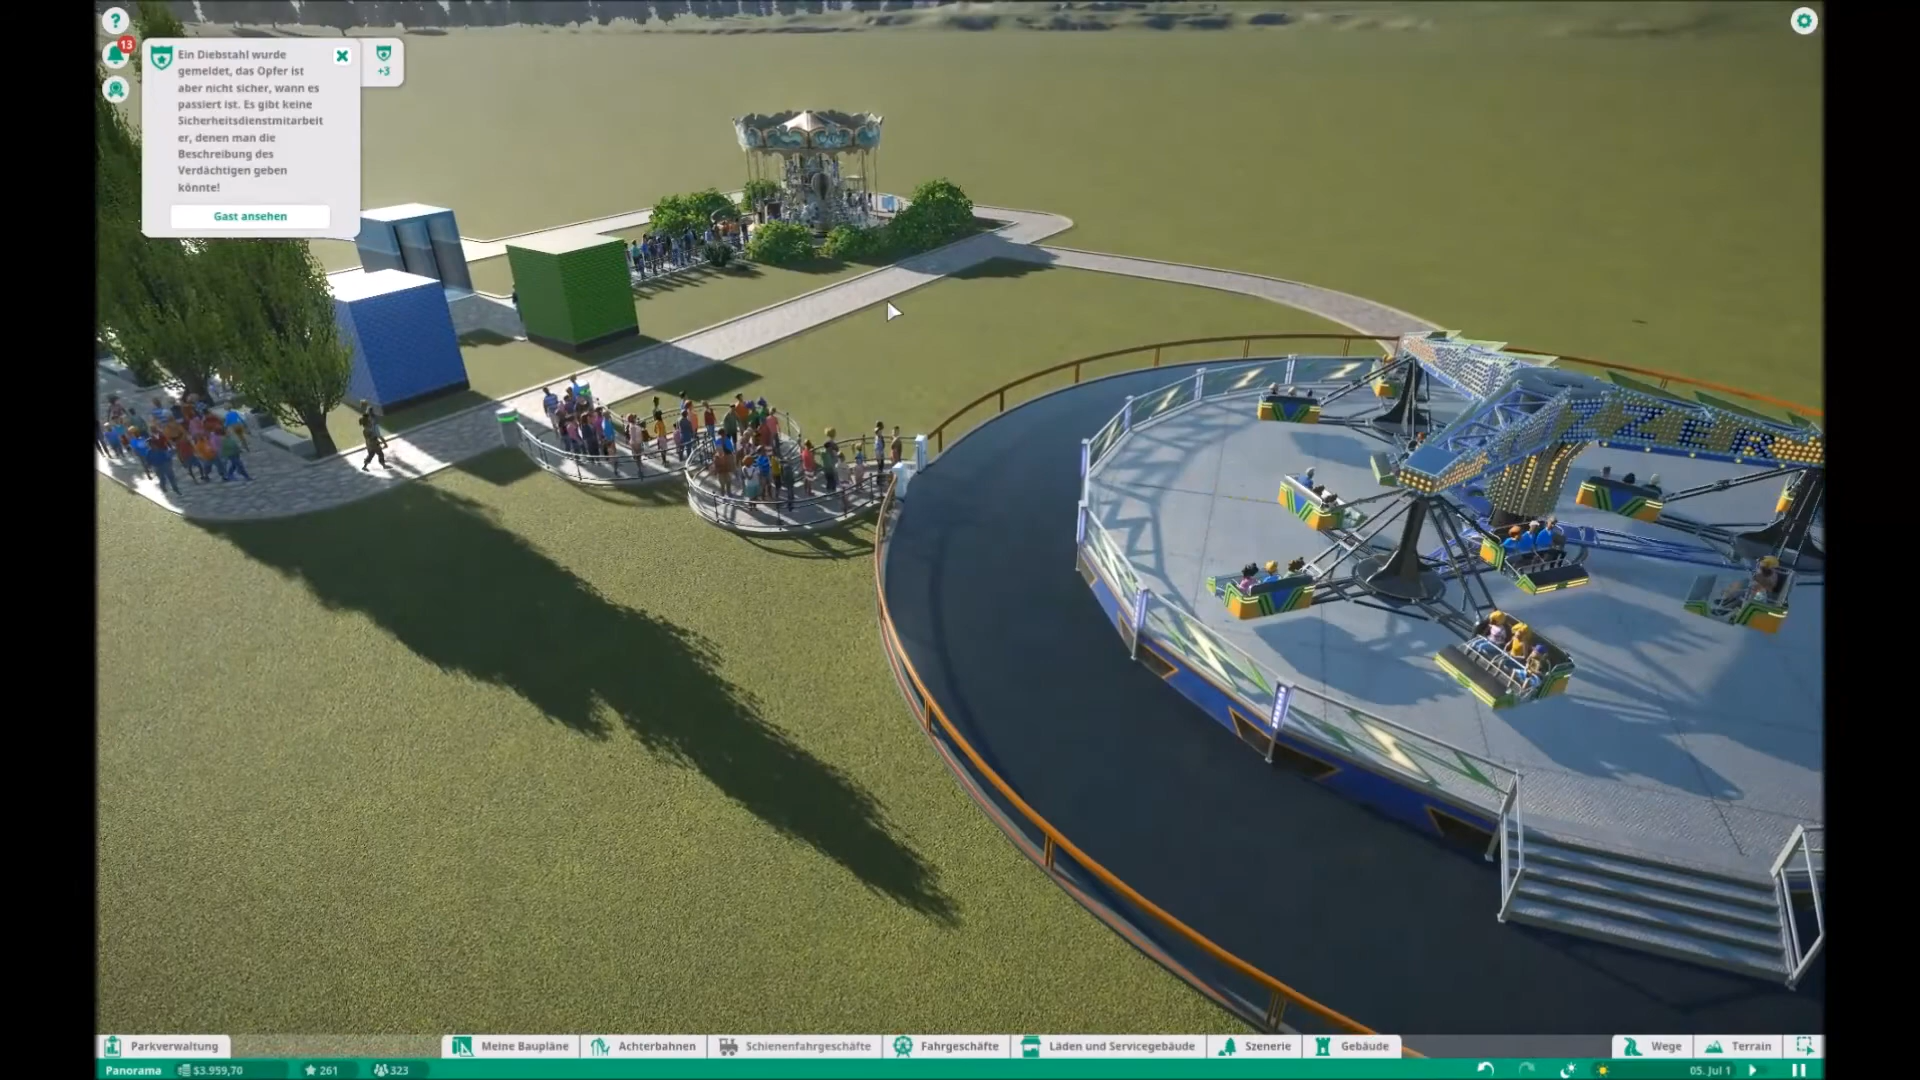 ?
13
Ein Diebstahl wurde
gemeldet, das Opfer ist
aber nicht sicher, wann es
passiert ist. Es gibt keine
Sicherheitsdienstmitarbeit
er, denen man die
Beschreibung des
Verdächtigen geben
könnte!
Gast ansehen
+3
Parkverwaltung
Meine Baupläne
Achterbahnen
Schienenfahrgeschäfte
Fahrgeschäfte
Läden und Servicegebäude
Szenerie
Gebäude
Wege
Terrain
Panorama
$3.959,70
261
323
05. Jul 1